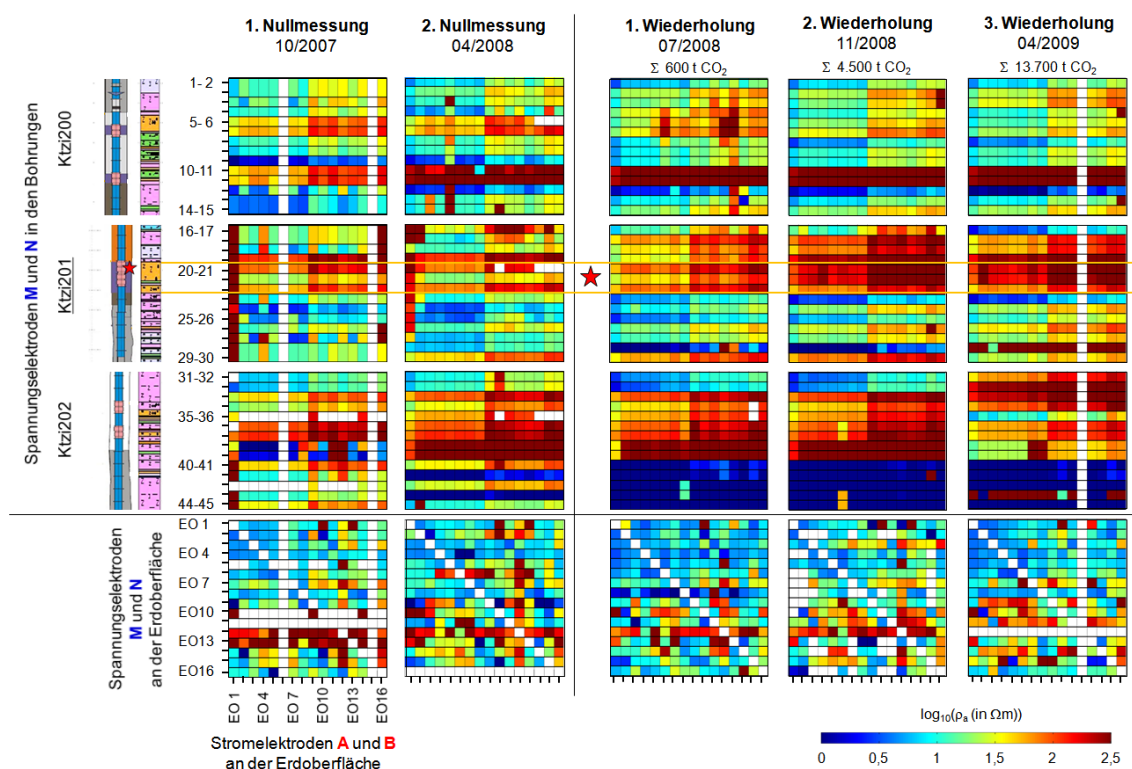 1. Nullmessung
10/2007
2. Nullmessung
04/2008
1. Wiederholung
07/2008
Σ 600 t CO₂
2. Wiederholung
11/2008
Σ 4.500 t CO₂
3. Wiederholung
04/2009
Σ 13.700 t CO₂
Spannungselektroden M und N in den Bohrungen
Ktzi200
1 - 2
5 - 6
10-11
14-15
Ktzi201
16-17
20-21
25-26
29-30
Ktzi202
31-32
35-36
40-41
44-45
Spannungselektroden
M und N
an der Erdoberfläche
EO 1
EO 4
EO 7
EO10
EO13
EO16
EO 1
EO 4
EO 7
EO10
EO13
EO16
Stromelektroden A und B
an der Erdoberfläche
log₁₀(ρₐ (in Ωm))
0
0,5
1
1,5
2
2,5